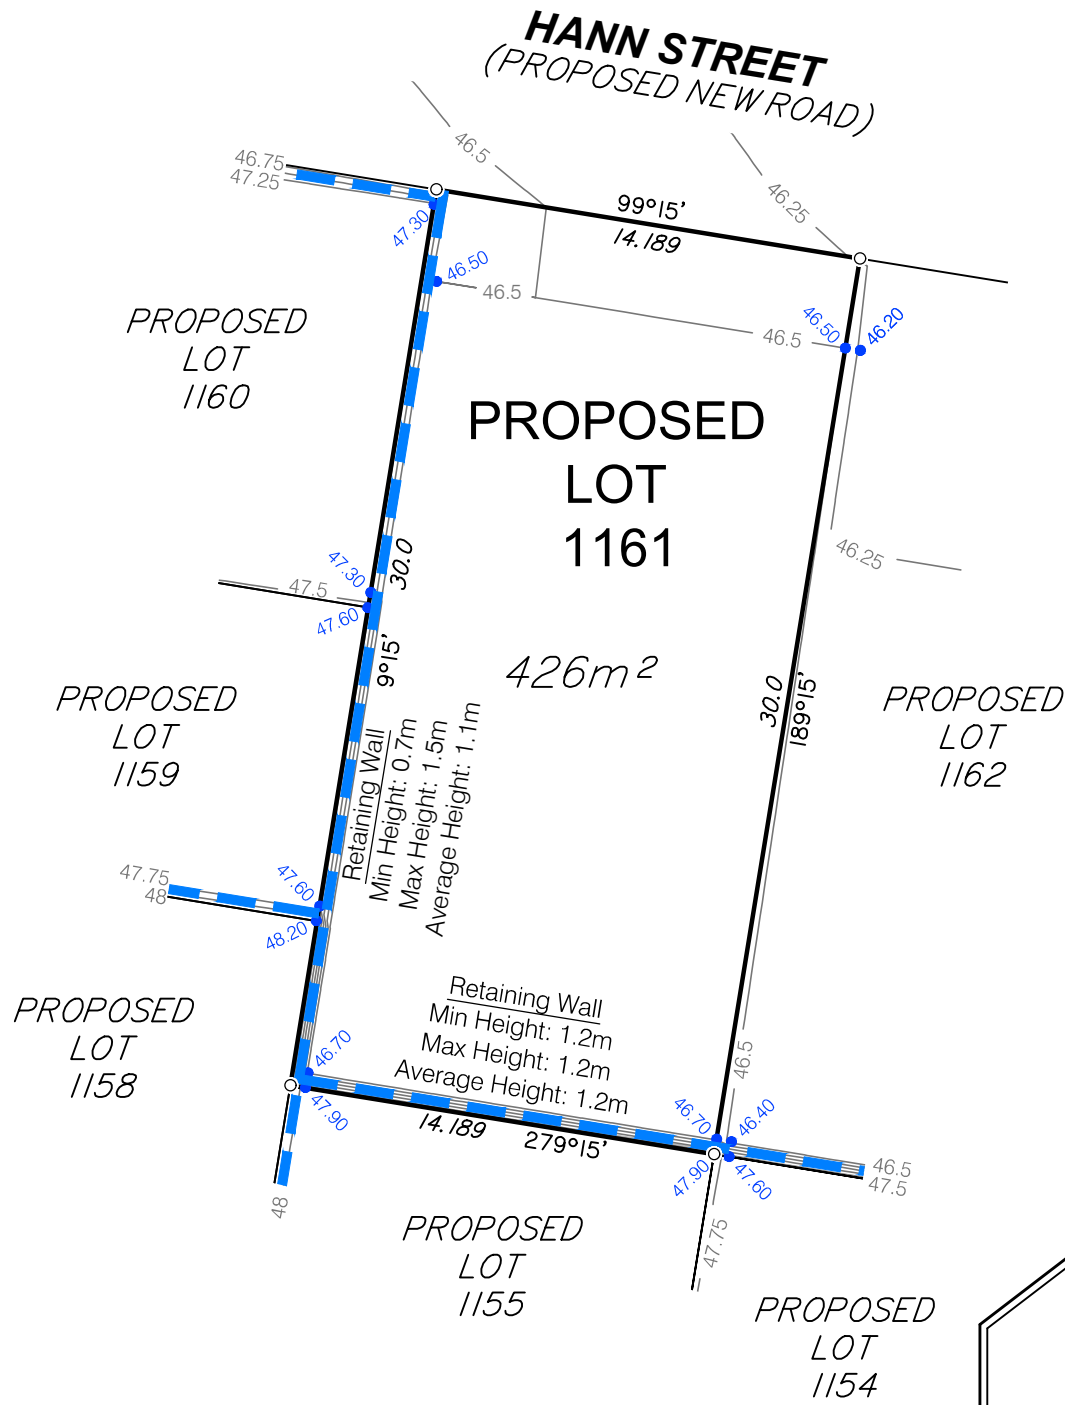 HANN STREET
(PROPOSED NEW ROAD)
46.5
46.25
46.75
47.25
99°15'
14.189
47.30
46.50
46.5
46.5
46.50
46.20
PROPOSED
LOT
1160
PROPOSED
LOT
1161
47.30
47.5
47.60
30.0
9°15'
46.25
426m²
PROPOSED
LOT
1159
30.0
189°15'
PROPOSED
LOT
1162
Retaining Wall
Min Height: 0.7m
Max Height: 1.5m
Average Height: 1.1m
47.75
48
47.60
48.20
PROPOSED
LOT
1158
Retaining Wall
Min Height: 1.2m
Max Height: 1.2m
Average Height: 1.2m
46.70
47.90
46.5
46.70
46.40
14.189
279°15'
47.90
47.60
46.5
47.5
48
47.75
PROPOSED
LOT
1155
PROPOSED
LOT
1154